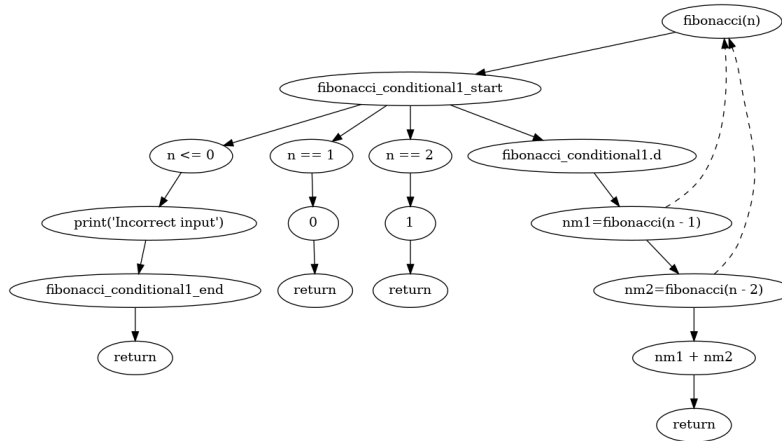 fibonacci(n)
fibonacci_conditional1_start
n <= 0
n == 1
n == 2
fibonacci_conditional1.d
print('Incorrect input')
0
1
nm1=fibonacci(n - 1)
fibonacci_conditional1_end
return
return
nm2=fibonacci(n - 2)
return
nm1 + nm2
return